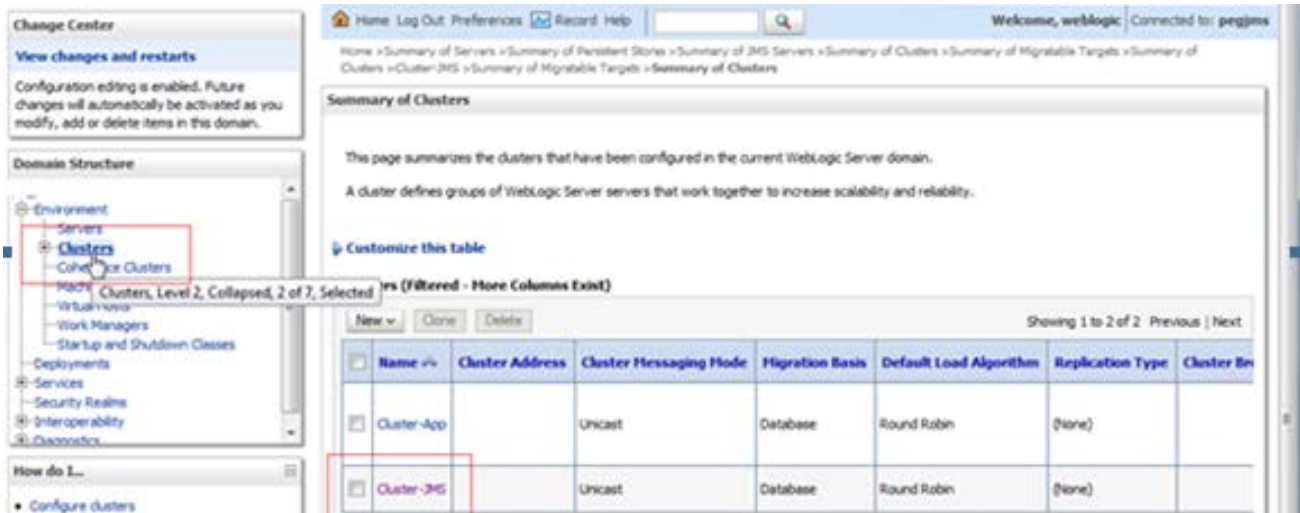 Change Center
View changes and restarts
Configuration editing is enabled. Future
changes will automatically be activated as you
modify, add or delete items in this domain.
Domain Structure
Environment
Servers
Clusters
Clusters
Virtual Hosts
Work Managers
Startup and Shutdown Classes
Deployments
Services
Security Realms
Interoperability
Diagnostics
Clusters, Level 2, Collapsed, 2 of 7, Selected
How do I...
Configure clusters
Home Log Out Preferences Record Help
Welcome, weblogic Connected to: pegjms
Home >Summary of Servers >Summary of Persistent Stores >Summary of JMS Servers >Summary of Clusters >Summary of Migratable Targets >Summary of
Clusters >Cluster-JMS >Summary of Migratable Targets >Summary of Clusters
Summary of Clusters
This page summarizes the clusters that have been configured in the current WebLogic Server domain.
A cluster defines groups of WebLogic Server servers that work together to increase scalability and reliability.
Customize this table
(Filtered - More Columns Exist)
New Clone Delete Showing 1 to 2 of 2 Previous | Next
Name Cluster Address Cluster Messaging Mode Migration Basis Default Load Algorithm Replication Type Cluster
Cluster-App Unicast Database Round Robin (None)
Cluster-JMS Unicast Database Round Robin (None)